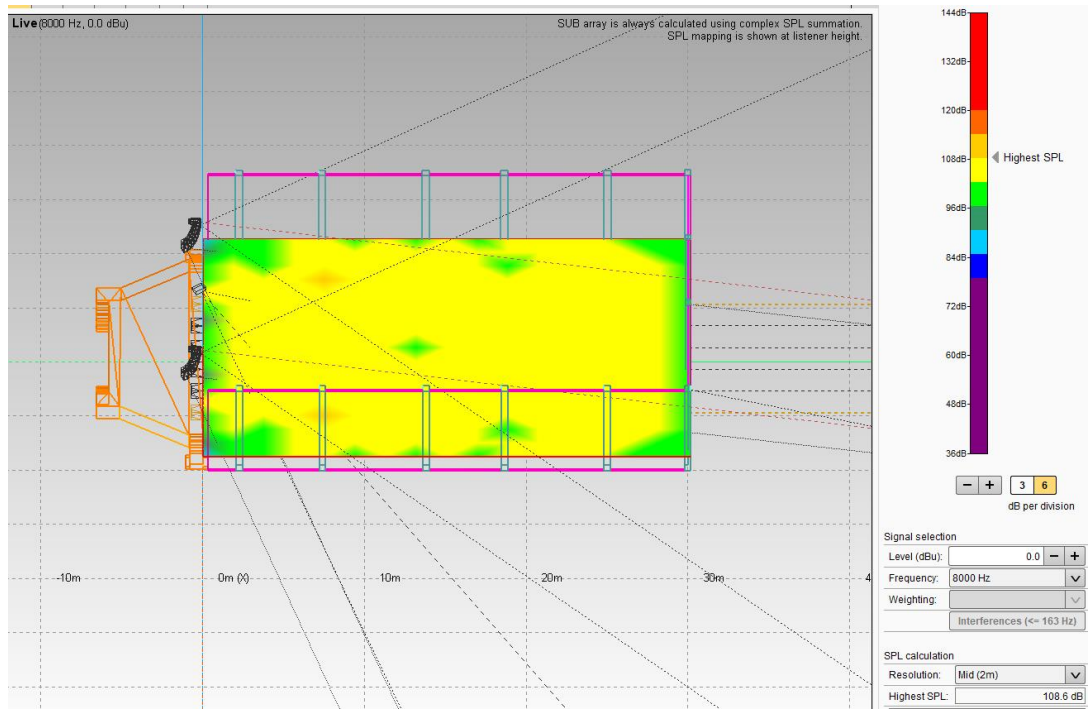 Live (8000 Hz, 0.0 dBu)
SUB array is always calculated using complex SPL summation.
SPL mapping is shown at listener height.
-10m
0m (X)
10m
20m
30m
4
144dB
132dB
120dB
108dB
Highest SPL
96dB
84dB
72dB
60dB
48dB
36dB
3 6
dB per division
Signal selection
Level (dBu): 0.0
Frequency: 8000 Hz
Weighting:
Interferences (<= 163 Hz)
SPL calculation
Resolution: Mid (2m)
Highest SPL: 108.6 dB